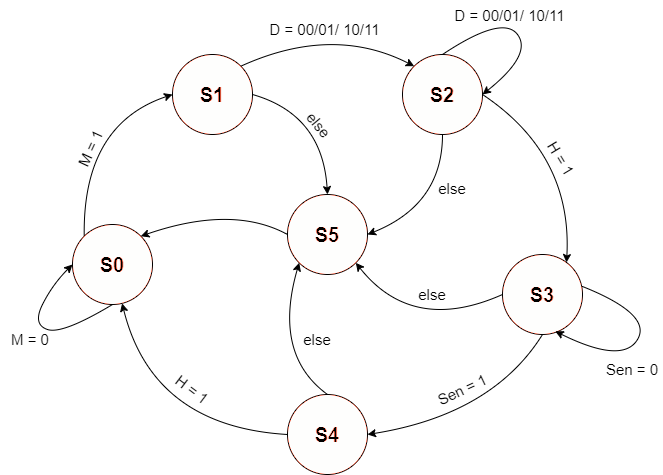 D = 00/01/ 10/11
D = 00/01/ 10/11
S1
S2
else
M = 1
H = 1
else
S5
S0
S3
else
M = 0
else
Sen = 0
H = 1
Sen = 1
S4